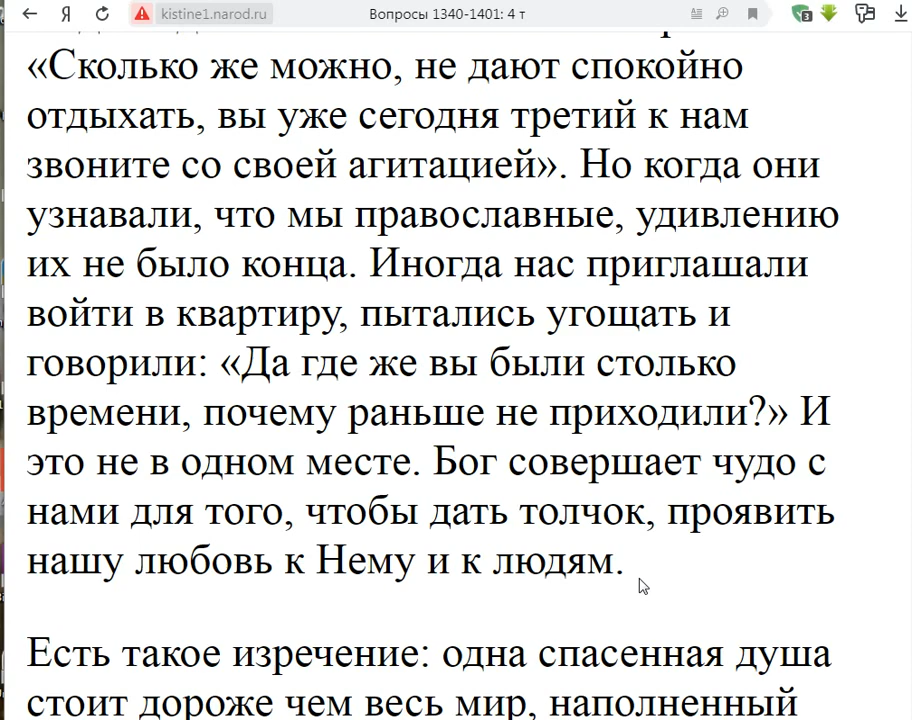 Я
kistine1.narod.ru
Вопросы 1340-1401: 4 т
3
«Сколько же можно, не дают спокойно
отдыхать, вы уже сегодня третий к нам
звоните со своей агитацией». Но когда они
узнавали, что мы православные, удивлению
их не было конца. Иногда нас приглашали
войти в квартиру, пытались угощать и
говорили: «Да где же вы были столько
времени, почему раньше не приходили?» И
это не в одном месте. Бог совершает чудо с
нами для того, чтобы дать толчок, проявить
нашу любовь к Нему и к людям.
Есть такое изречение: одна спасенная душа
стоит дороже чем весь мир, наполненный